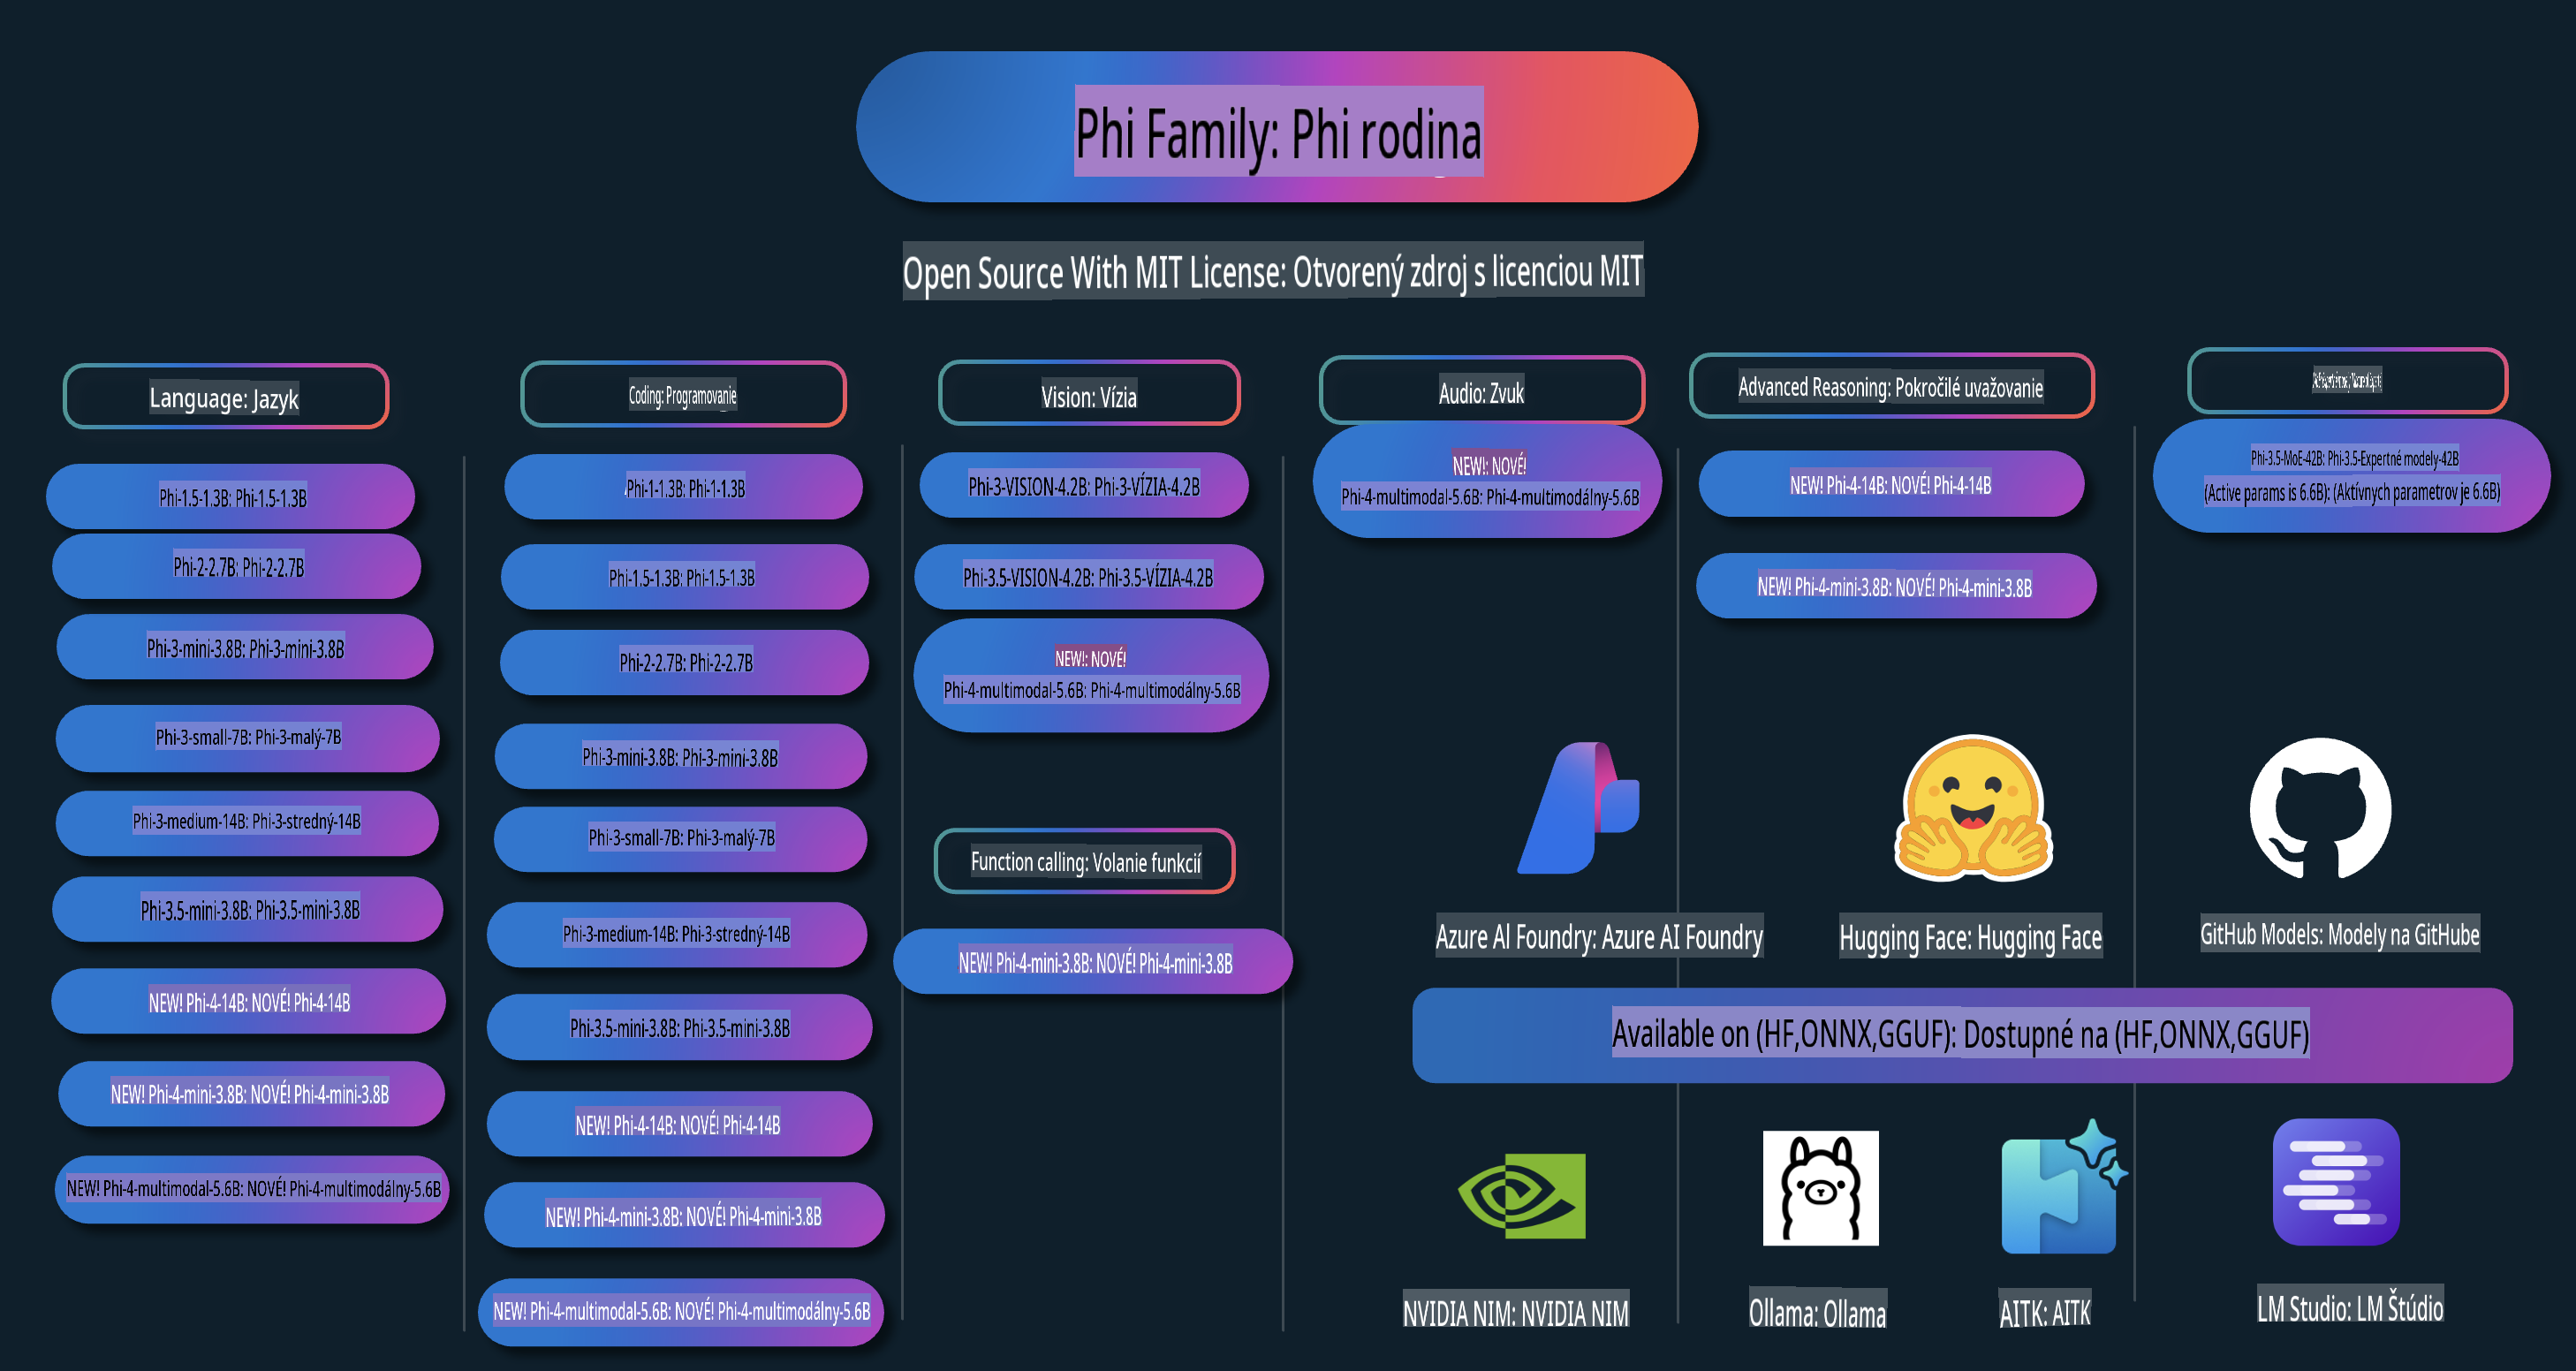 Phi Family: Phi rodina
Open Source With MIT License: Otvorený zdroj s licenciou MIT
Language: Jazyk
Phi-1.5-1.3B: Phi-1.5-1.3B
Phi-2-2.7B: Phi-2-2.7B
Phi-3-mini-3.8B: Phi-3-mini-3.8B
Phi-3-small-7B: Phi-3-malý-7B
Phi-3-medium-14B: Phi-3-stredný-14B
Phi-3.5-mini-3.8B: Phi-3.5-mini-3.8B
NEW! Phi-4-14B: NOVÉ! Phi-4-14B
NEW! Phi-4-mini-3.8B: NOVÉ! Phi-4-mini-3.8B
NEW! Phi-4-multimodal-5.6B: NOVÉ! Phi-4-multimodálny-5.6B
Coding: Programovanie
Phi-1-1.3B: Phi-1-1.3B
Phi-1.5-1.3B: Phi-1.5-1.3B
Phi-2-2.7B: Phi-2-2.7B
Phi-3-mini-3.8B: Phi-3-mini-3.8B
Phi-3-small-7B: Phi-3-malý-7B
Phi-3-medium-14B: Phi-3-stredný-14B
Phi-3.5-mini-3.8B: Phi-3.5-mini-3.8B
NEW! Phi-4-14B: NOVÉ! Phi-4-14B
NEW! Phi-4-mini-3.8B: NOVÉ! Phi-4-mini-3.8B
NEW! Phi-4-multimodal-5.6B: NOVÉ! Phi-4-multimodálny-5.6B
Vision: Vízia
Phi-3-VISION-4.2B: Phi-3-VÍZIA-4.2B
Phi-3.5-VISION-4.2B: Phi-3.5-VÍZIA-4.2B
NEW!: NOVÉ!
Phi-4-multimodal-5.6B: Phi-4-multimodálny-5.6B
Function calling: Volanie funkcií
NEW! Phi-4-mini-3.8B: NOVÉ! Phi-4-mini-3.8B
Audio: Zvuk
NEW!: NOVÉ!
Phi-4-multimodal-5.6B: Phi-4-multimodálny-5.6B
Advanced Reasoning: Pokročilé uvažovanie
NEW! Phi-4-14B: NOVÉ! Phi-4-14B
NEW! Phi-4-mini-3.8B: NOVÉ! Phi-4-mini-3.8B
Phi-3.5-MoE-42B: Phi-3.5-Expertné modely-42B
(Active params is 6.6B): (Aktívnych parametrov je 6.6B)
Azure AI Foundry: Azure AI Foundry
Hugging Face: Hugging Face
GitHub Models: Modely na GitHube
Available on (HF,ONNX,GGUF): Dostupné na (HF,ONNX,GGUF)
NVIDIA NIM: NVIDIA NIM
Ollama: Ollama
AITK: AITK
LM Studio: LM Štúdio